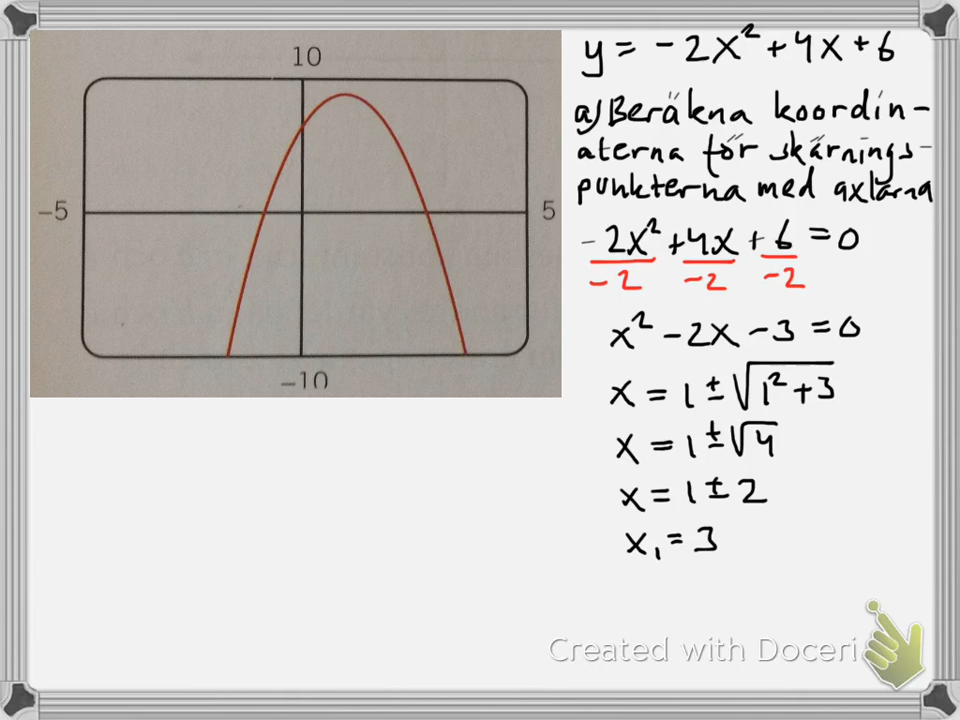 10
-5
5
-10
y = -2x² + 4x + 6
a) Beräkna koordin-
aterna för skärnings-
punkterna med axlarna
-2x² + 4x + 6 = 0
-2 -2 -2
x² - 2x - 3 = 0
x = 1 ± √(1² + 3)
x = 1 ± √4
x = 1 ± 2
x₁ = 3
Created with Doceri